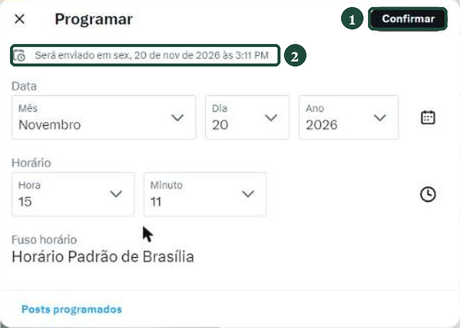 Programar
1 Confirmar
Será enviado em sex, 20 de nov de 2026 às 3:11 PM 2
Data
Mês Dia Ano
Novembro 20 2026
Horário
Hora Minuto
15 11
Fuso horário
Horário Padrão de Brasília
Posts programados